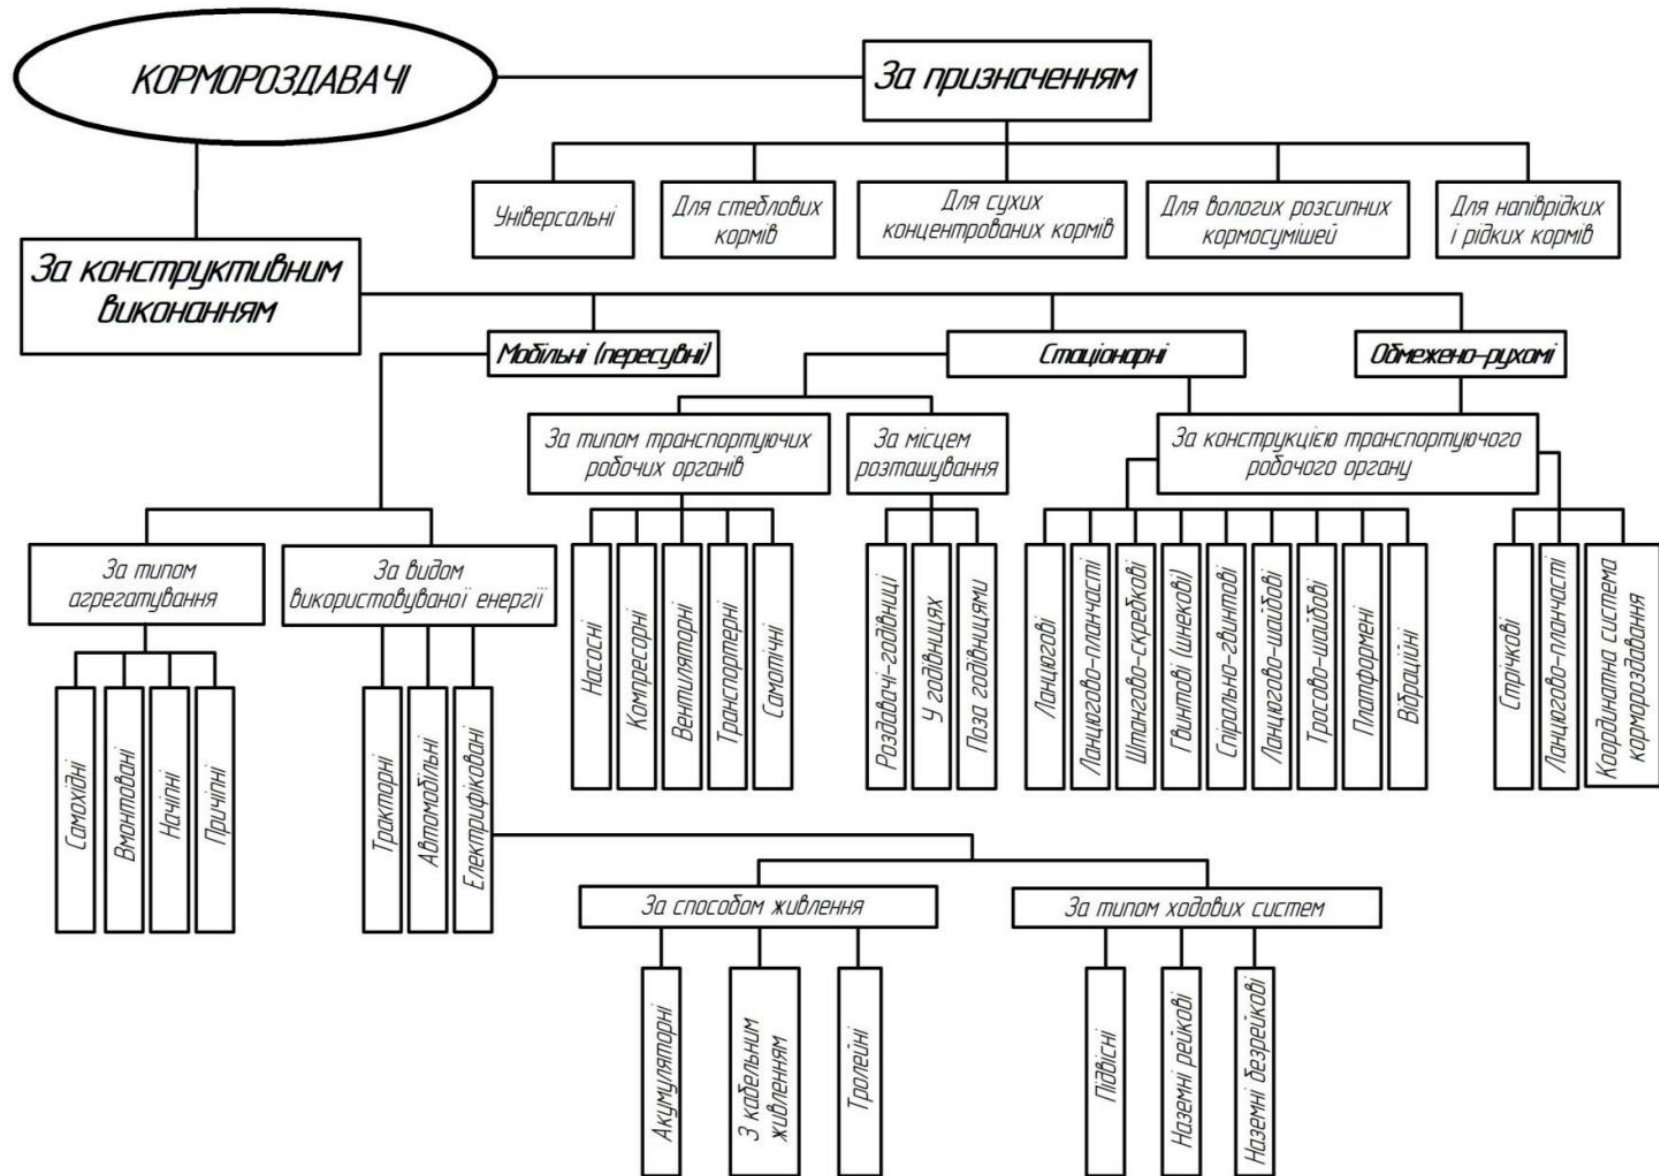 КОРМОРОЗДАВАЧІ
За призначенням
Універсальні
Для стеблових
кормів
Для сухих
концентрованих кормів
Для вологих розсипних
кормосумішей
Для напіврідких
і рідких кормів
За конструктивним
виконанням
Мобільні (пересувні)
Стаціонарні
Обмежено-рухомі
За типом транспортуючих
робочих органів
За місцем
розташування
За конструкцією транспортуючого
робочого органу
За типом
агрегатування
За видом
використовуваної енергії
Насосні
Компресорні
Вентиляторні
Транспортерні
Самотічні
Роздавачі-годівниці
У годівницях
Поза годівницями
Ланцюгові
Ланцюгово-планчасті
Штангово-скребкові
Гвинтові (шнекові)
Спірально-гвинтові
Ланцюгово-шайбові
Тросово-шайбові
Платформені
Вібраційні
Стрічкові
Ланцюгово-планчасті
Координатна система
кормороздавання
Самохідні
Вмонтовані
Начіпні
Причіпні
Тракторні
Автомобільні
Електрифіковані
За способом живлення
За типом ходових систем
Акумуляторні
З кабельним
живленням
Тролейні
Підвісні
Наземні рейкові
Наземні безрейкові